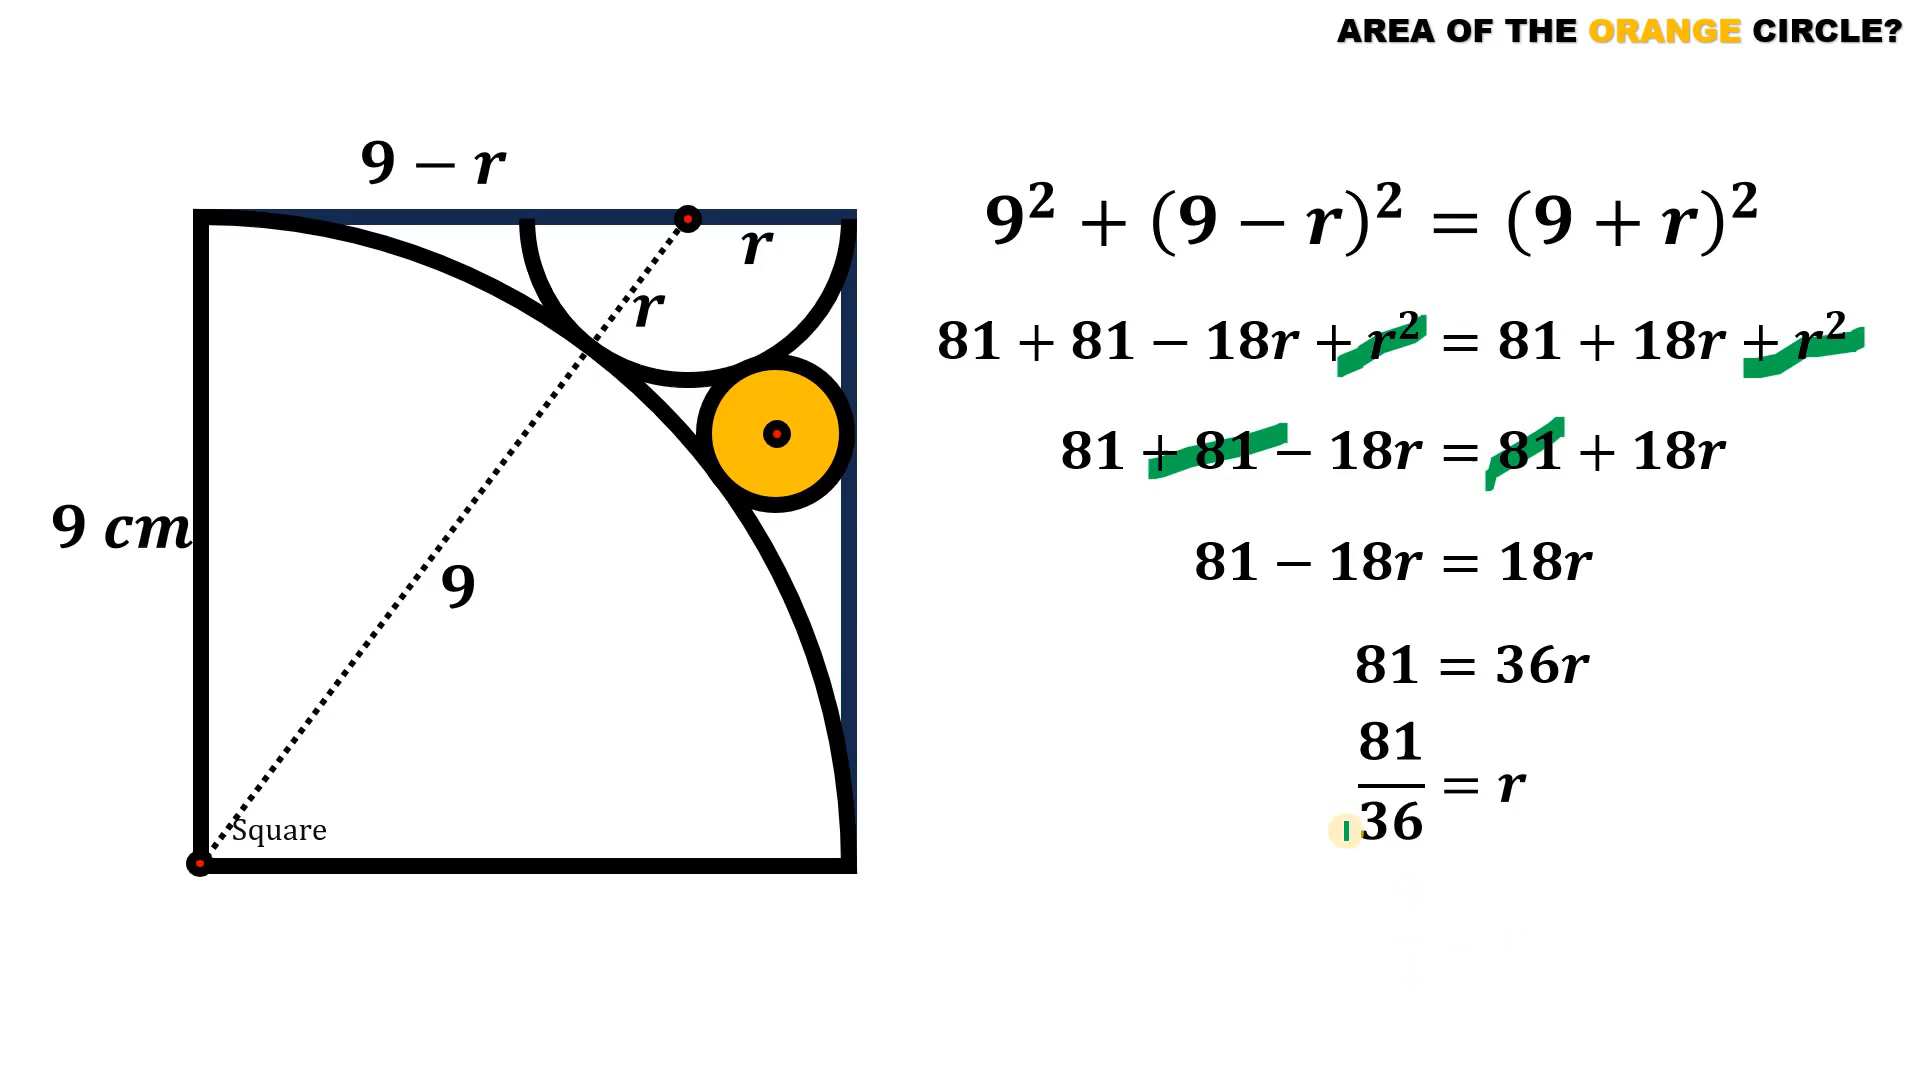 AREA OF THE ORANGE CIRCLE?
9 − r
r
r
9 cm
9
Square
9² + (9 − r)² = (9 + r)²
81 + 81 − 18r + r² = 81 + 18r + r²
81 + 81 − 18r = 81 + 18r
81 − 18r = 18r
81 = 36r
81/36 = r